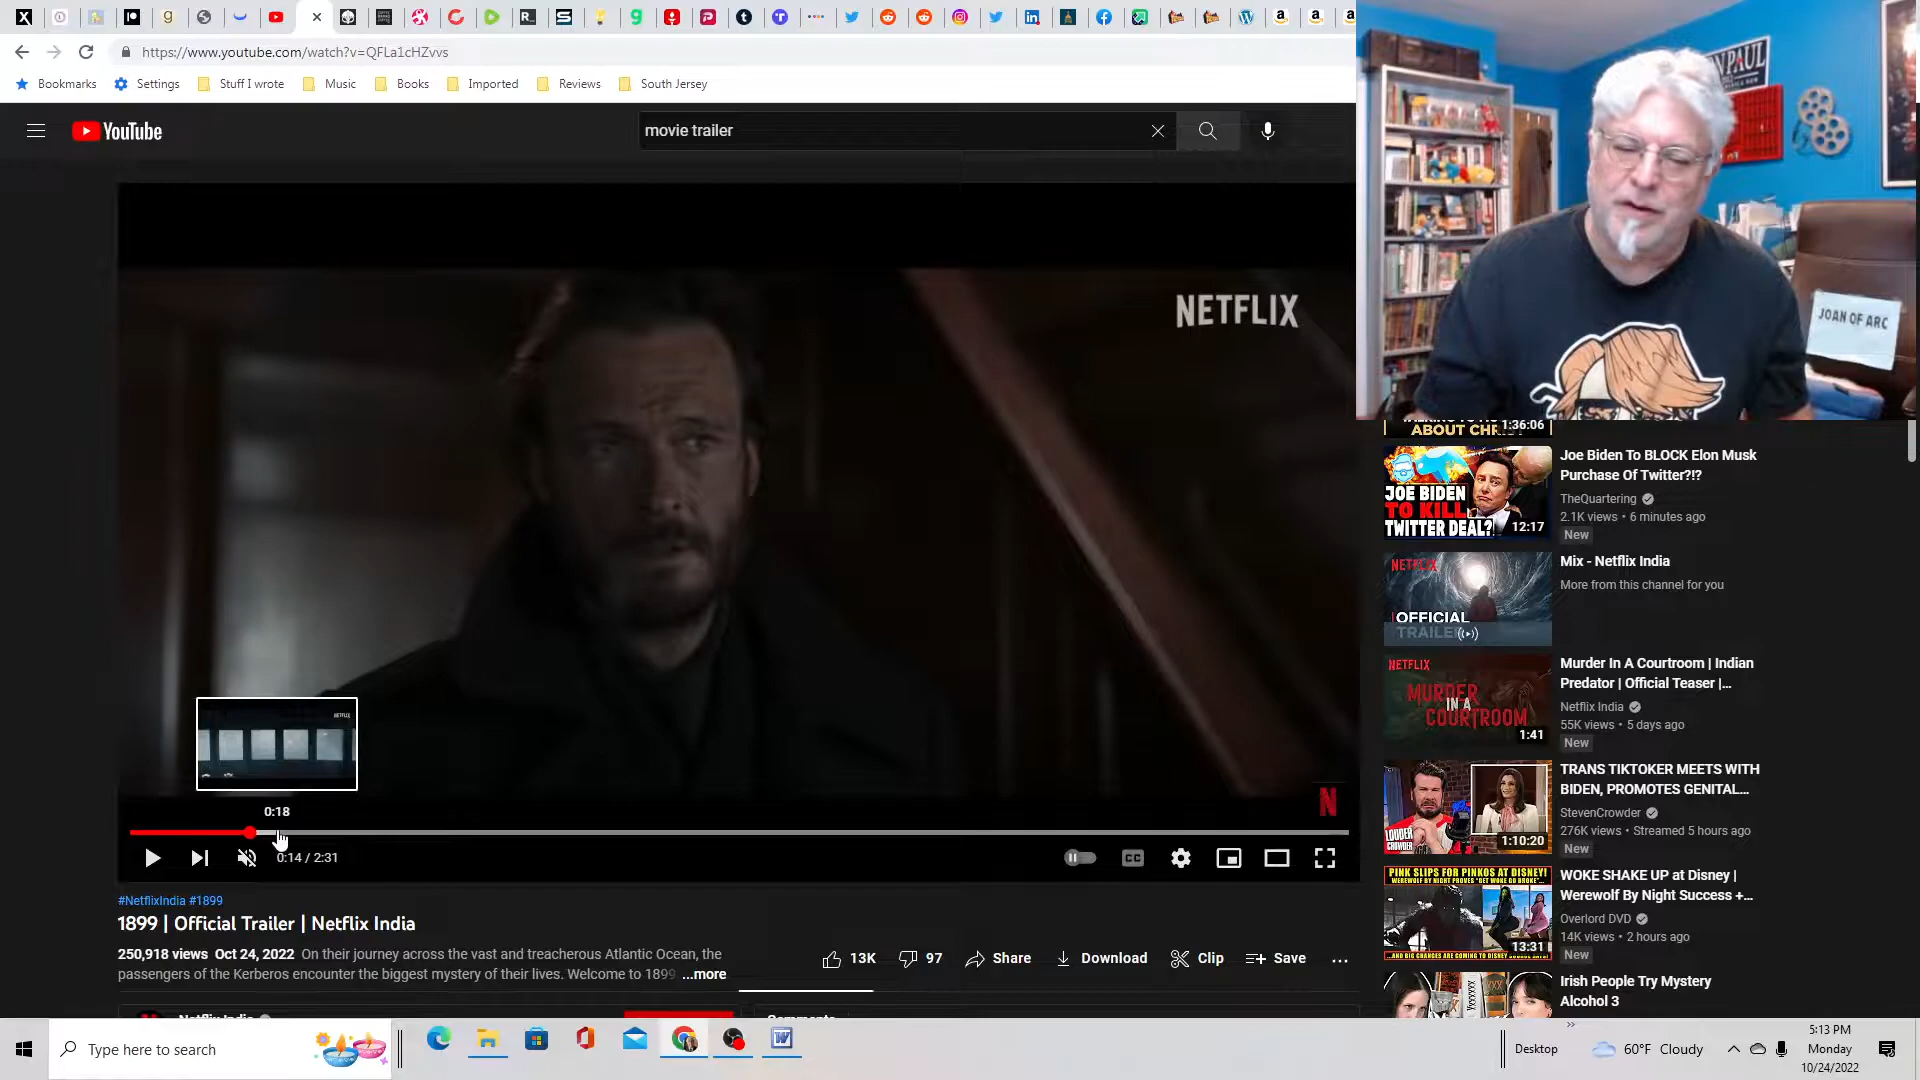 https://www.youtube.com/watch?v=QFLa1cHZvvs
Bookmarks
Settings
Stuff I wrote
Music
Books
Imported
Reviews
South Jersey
YouTube
movie trailer
NETFLIX
JOAN OF ARC
0:18
0:14 / 2:31
CC
#NetflixIndia #1899
1899 | Official Trailer | Netflix India
250,918 views Oct 24, 2022 On their journey across the vast and treacherous Atlantic Ocean, the
passengers of the Kerberos encounter the biggest mystery of their lives. Welcome to 1899 ...more
13K
97
Share
Download
Clip
Save
ABOUT
1:36:06
JOE BIDEN
TO KILL
TWITTER DEAL?
12:17
Joe Biden To BLOCK Elon Musk
Purchase Of Twitter?!?
TheQuartering
2.1K views • 6 minutes ago
New
NETFLIX
OFFICIAL
TRAILER
Mix - Netflix India
More from this channel for you
NETFLIX
MURDER
IN A
COURTROOM
1:41
Murder In A Courtroom | Indian
Predator | Official Teaser |...
Netflix India
55K views • 5 days ago
New
LOUDER
CROWDER
1:10:20
TRANS TIKTOKER MEETS WITH
BIDEN, PROMOTES GENITAL...
StevenCrowder
276K views • Streamed 5 hours ago
New
PINK SLIPS FOR PINKOS AT DISNEY!
13:31
WOKE SHAKE UP at Disney |
Werewolf By Night Success +...
Overlord DVD
14K views • 2 hours ago
New
Irish People Try Mystery
Alcohol 3
Type here to search
Desktop
60°F Cloudy
5:13 PM
Monday
10/24/2022